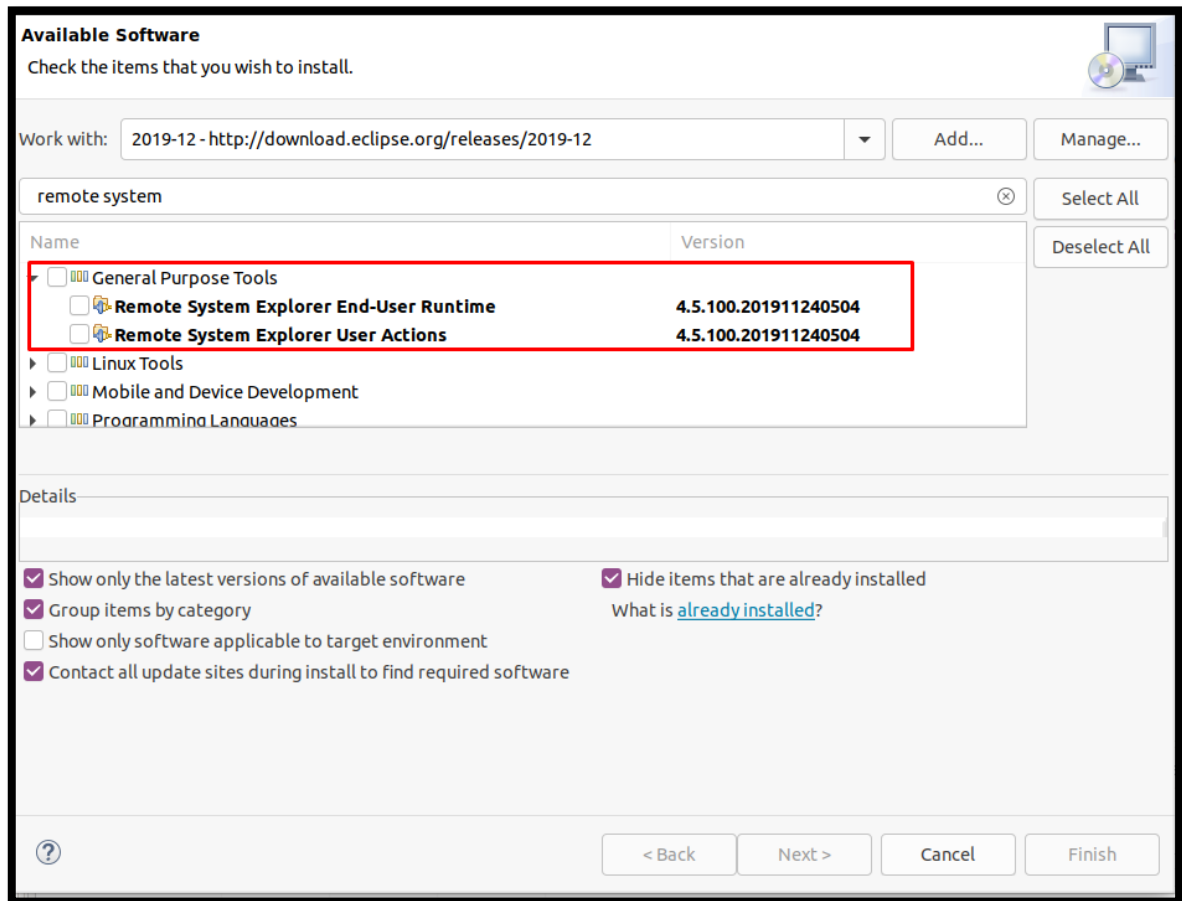 Available Software
Check the items that you wish to install.
Work with: 2019-12 - http://download.eclipse.org/releases/2019-12 Add... Manage...
remote system Select All
Name Version Deselect All
General Purpose Tools
Remote System Explorer End-User Runtime 4.5.100.201911240504
Remote System Explorer User Actions 4.5.100.201911240504
Linux Tools
Mobile and Device Development
Programming Languages
Details
Show only the latest versions of available software Hide items that are already installed
Group items by category What is already installed?
Show only software applicable to target environment
Contact all update sites during install to find required software
? < Back Next > Cancel Finish